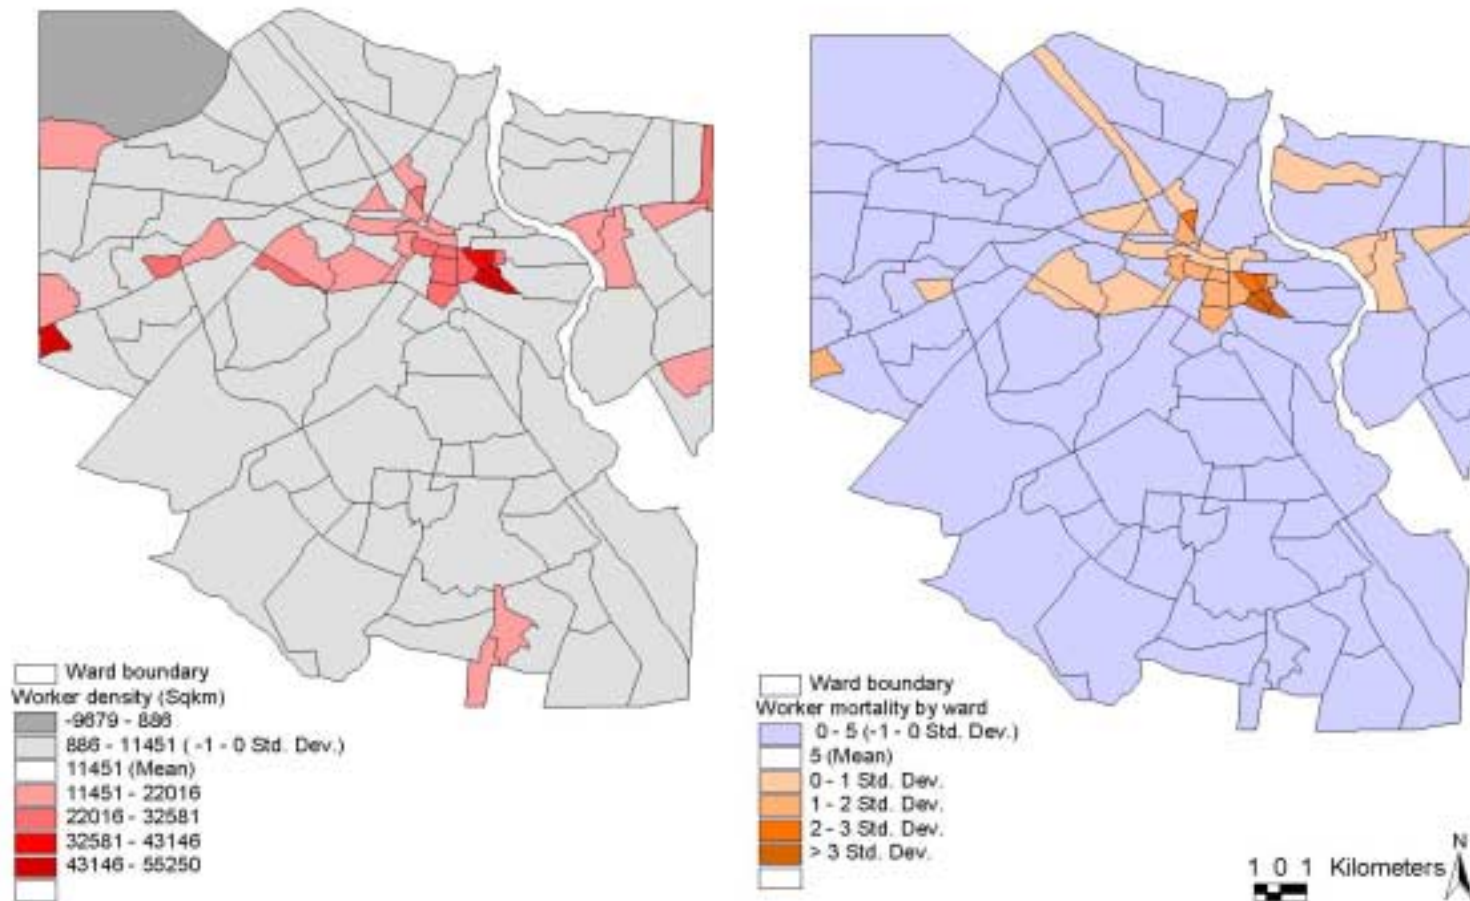 Ward boundary
Worker density (Sqkm)
-9679 - 886
886 - 11451 ( -1 - 0 Std. Dev.)
11451 (Mean)
11451 - 22016
22016 - 32581
32581 - 43146
43146 - 55250
Ward boundary
Worker mortality by ward
0 - 5 (-1 - 0 Std. Dev.)
5 (Mean)
0 - 1 Std. Dev.
1 - 2 Std. Dev.
2 - 3 Std. Dev.
> 3 Std. Dev.
N
1 0 1 Kilometers